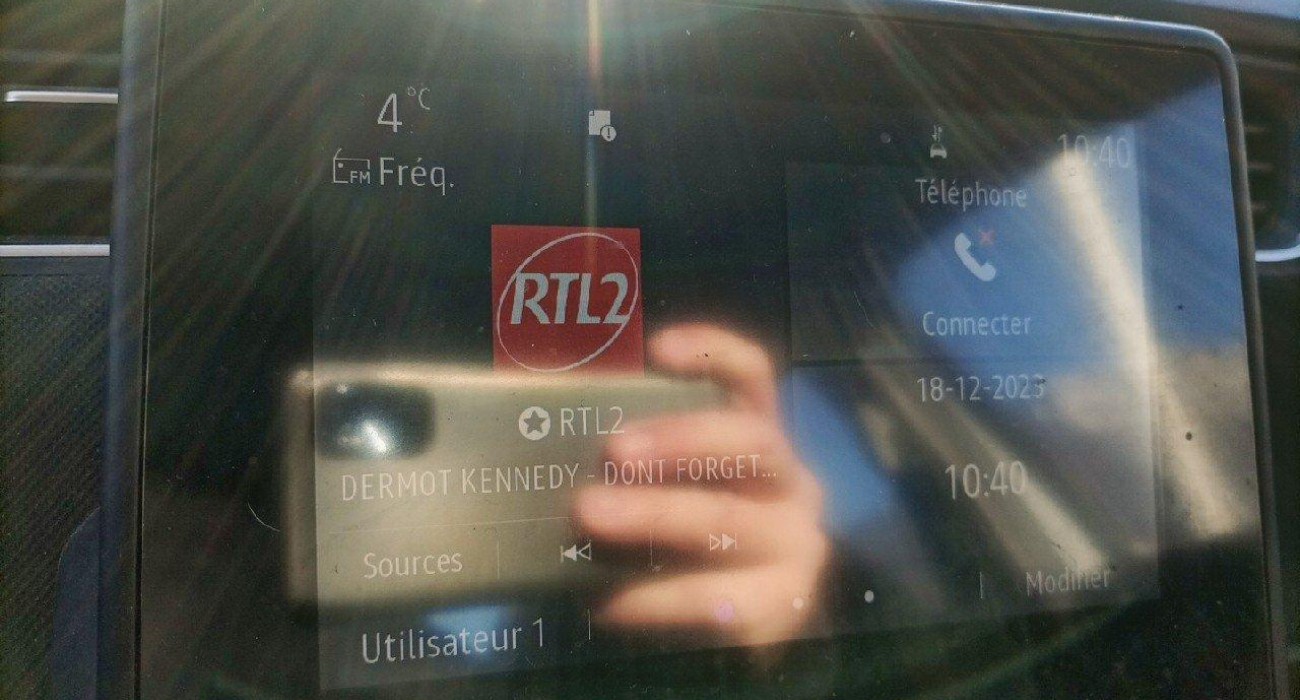 4°C
10:40
FM Fréq.
Téléphone
RTL2
Connecter
RTL2
18-12-2023
DERMOT KENNEDY - DONT FORGET...
10:40
Sources
Modifier
Utilisateur 1